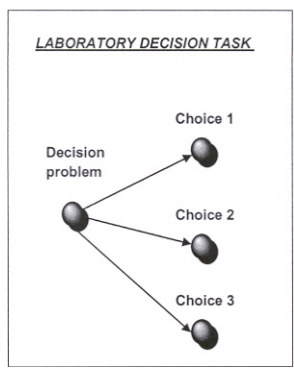 LABORATORY DECISION TASK
Choice 1
Decision
problem
Choice 2
Choice 3